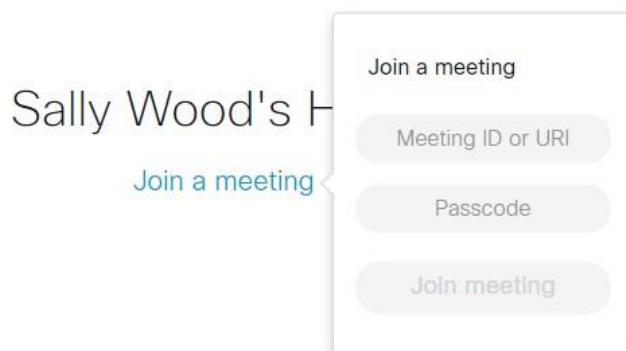 Sally Wood's H
Join a meeting
Join a meeting
Meeting ID or URI
Passcode
Join meeting